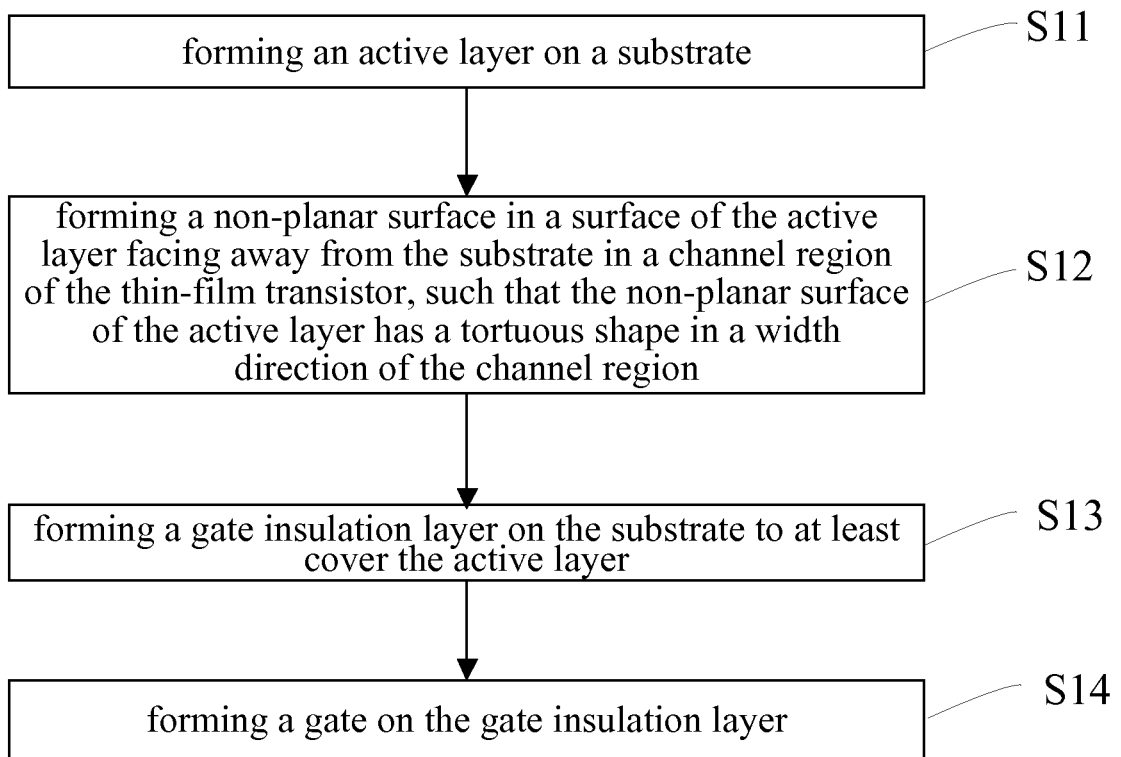 forming an active layer on a substrate
S11
forming a non-planar surface in a surface of the active
layer facing away from the substrate in a channel region
of the thin-film transistor, such that the non-planar surface
of the active layer has a tortuous shape in a width
direction of the channel region
S12
forming a gate insulation layer on the substrate to at least
cover the active layer
S13
forming a gate on the gate insulation layer
S14